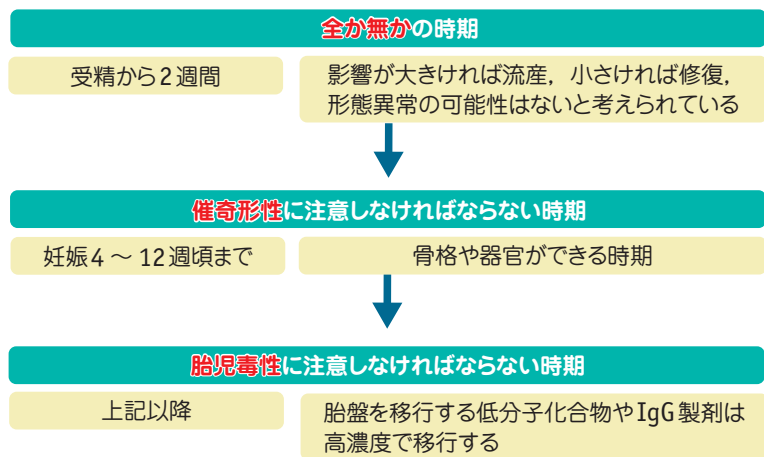 全か無かの時期
受精から2週間
影響が大きければ流産，小さければ修復，
形態異常の可能性はないと考えられている
催奇形性に注意しなければならない時期
妊娠4～12週頃まで
骨格や器官ができる時期
胎児毒性に注意しなければならない時期
上記以降
胎盤を移行する低分子化合物やIgG製剤は
高濃度で移行する